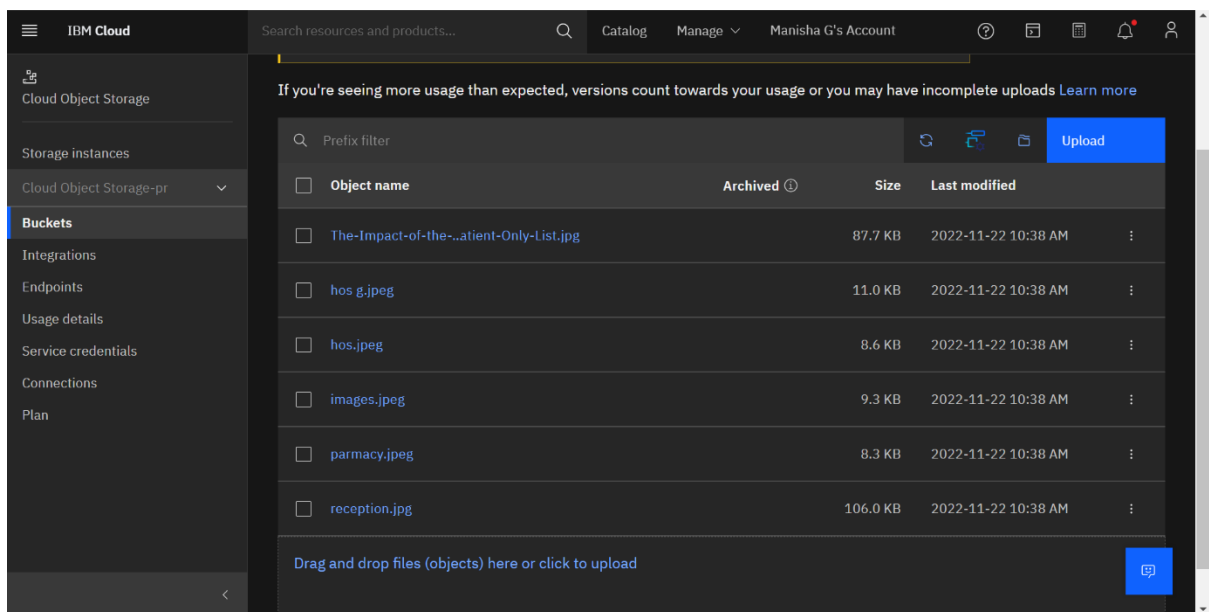 IBM Cloud
Search resources and products...
Catalog
Manage
Manisha G's Account
Cloud Object Storage
Storage instances
Cloud Object Storage-pr
Buckets
Integrations
Endpoints
Usage details
Service credentials
Connections
Plan
If you're seeing more usage than expected, versions count towards your usage or you may have incomplete uploads Learn more
Prefix filter
Upload
Object name Archived Size Last modified
The-Impact-of-the-..atient-Only-List.jpg 87.7 KB 2022-11-22 10:38 AM
hos g.jpeg 11.0 KB 2022-11-22 10:38 AM
hos.jpeg 8.6 KB 2022-11-22 10:38 AM
images.jpeg 9.3 KB 2022-11-22 10:38 AM
parmacy.jpeg 8.3 KB 2022-11-22 10:38 AM
reception.jpg 106.0 KB 2022-11-22 10:38 AM
Drag and drop files (objects) here or click to upload